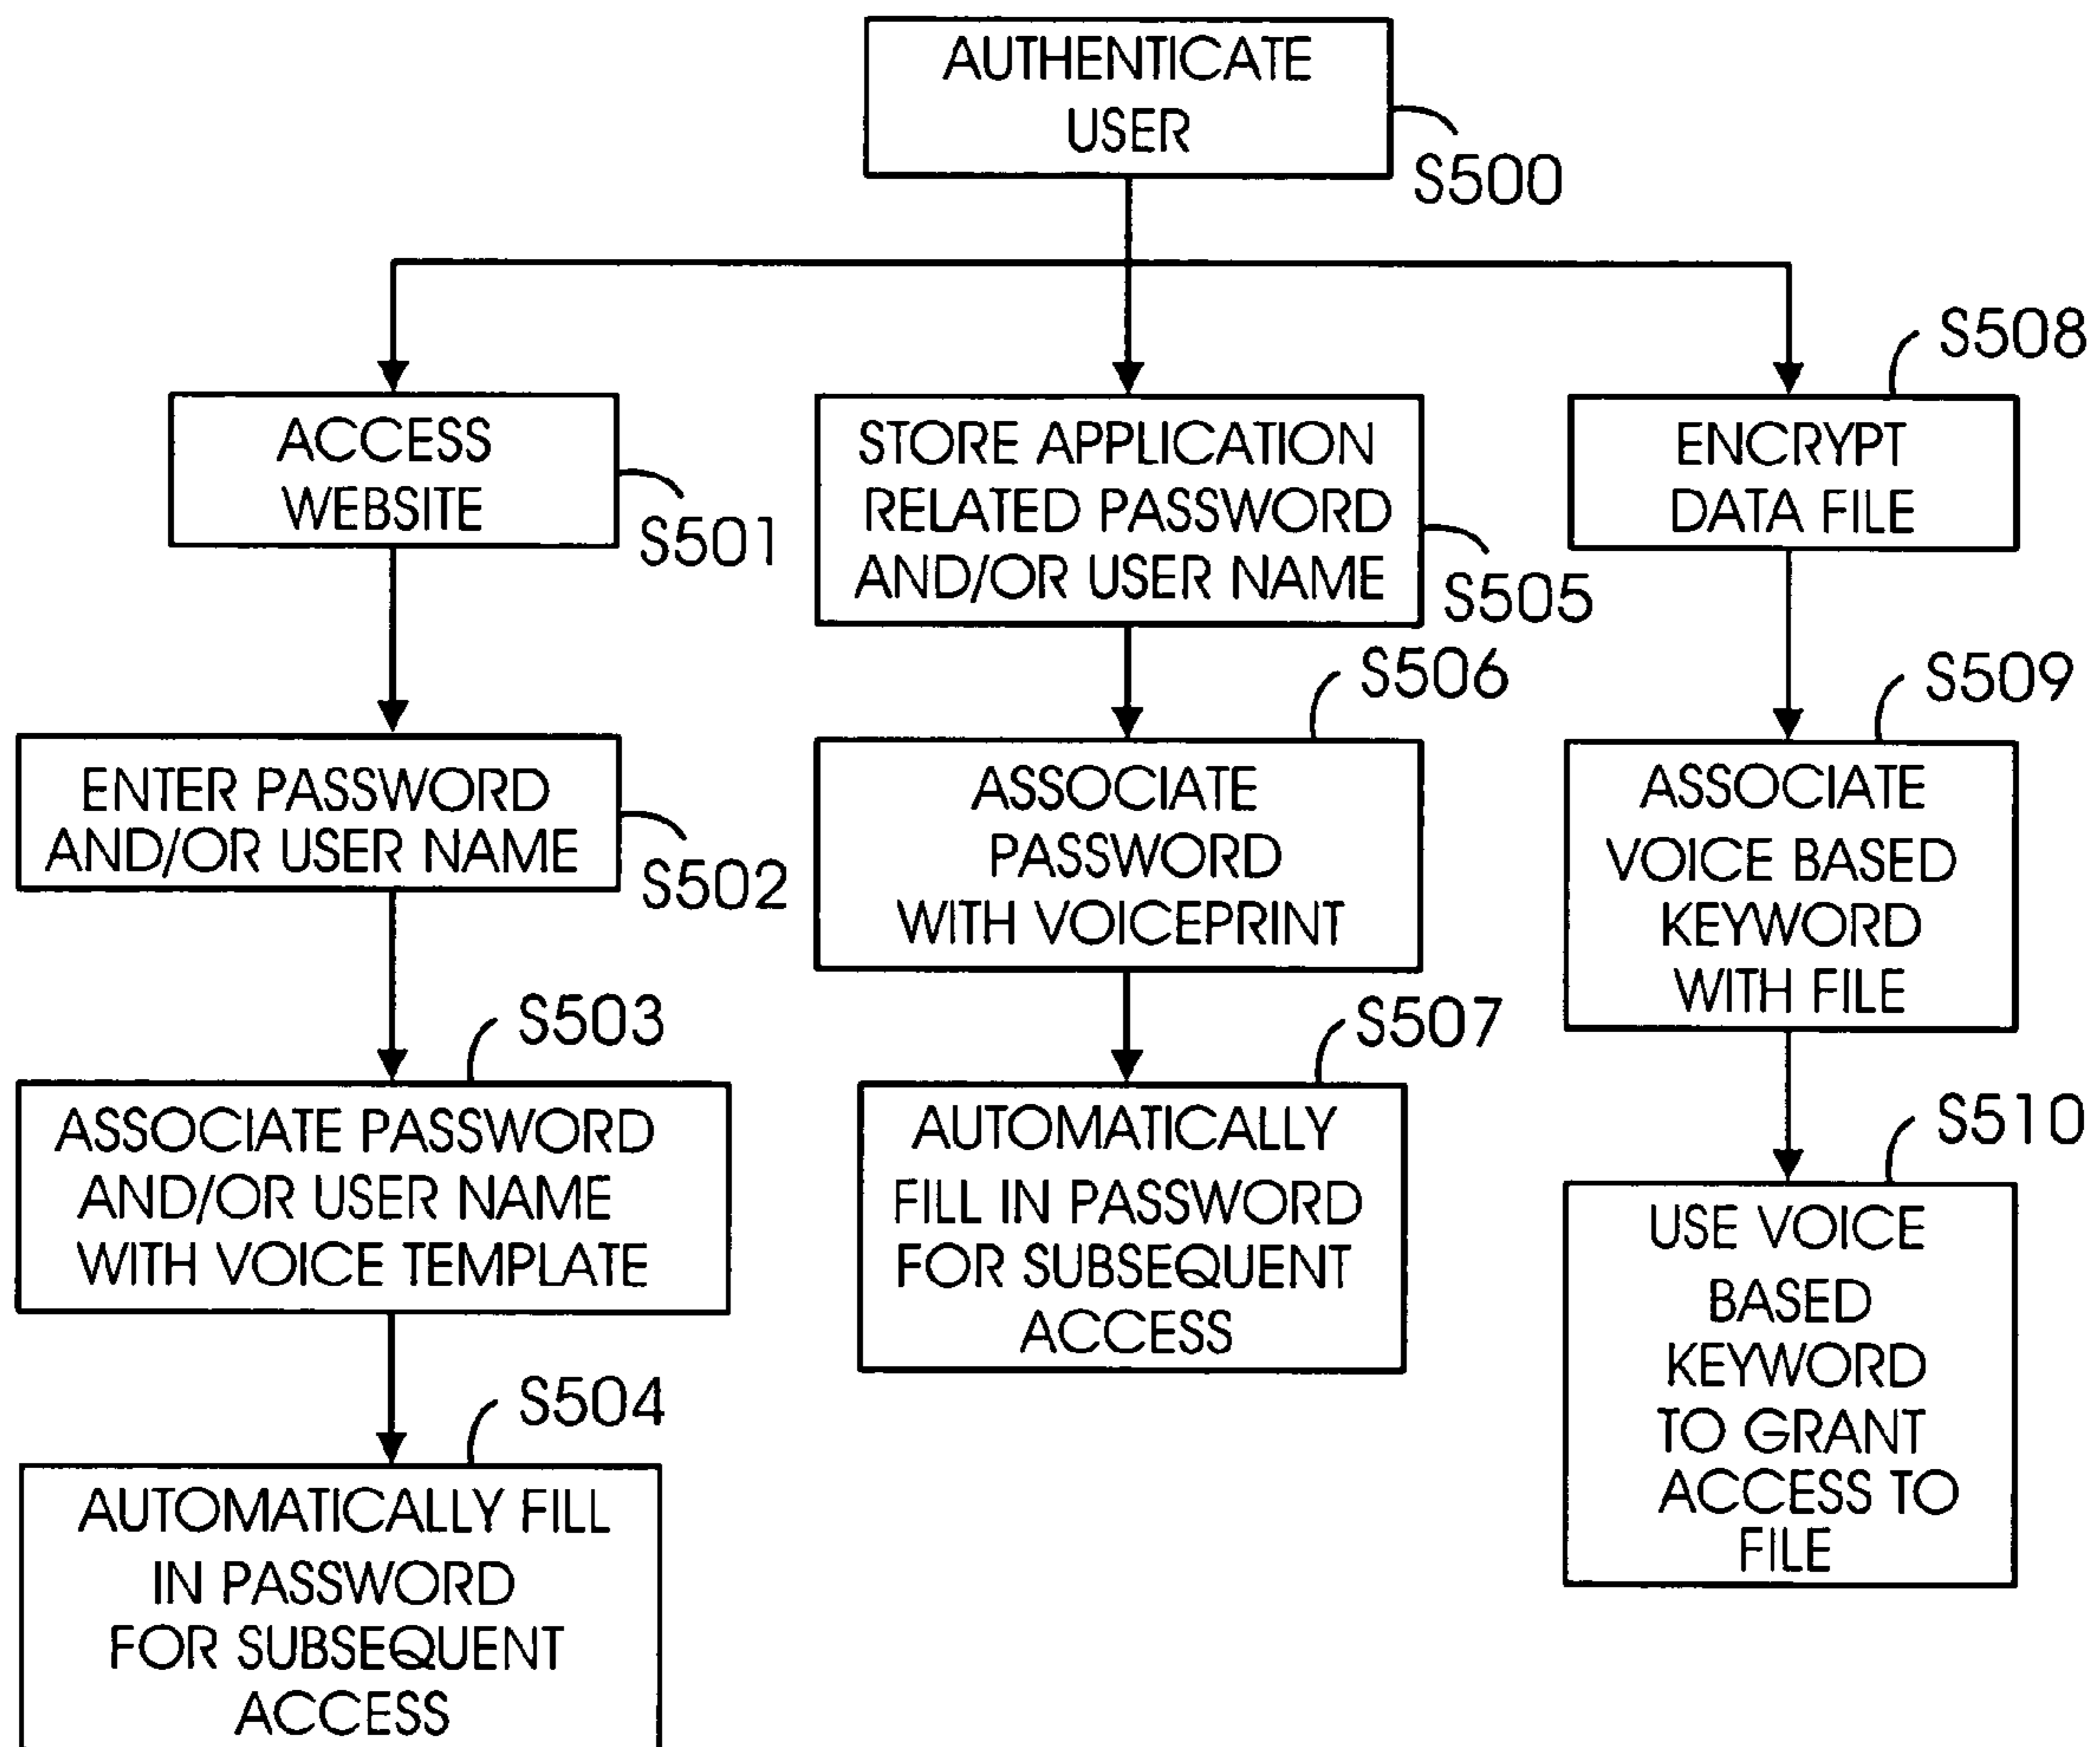 AUTHENTICATE
USER
S500
ACCESS
WEBSITE
S501
ENTER PASSWORD
AND/OR USER NAME
S502
S503
ASSOCIATE PASSWORD
AND/OR USER NAME
WITH VOICE TEMPLATE
S504
AUTOMATICALLY FILL
IN PASSWORD
FOR SUBSEQUENT
ACCESS
STORE APPLICATION
RELATED PASSWORD
AND/OR USER NAME
S505
S506
ASSOCIATE
PASSWORD
WITH VOICEPRINT
S507
AUTOMATICALLY
FILL IN PASSWORD
FOR SUBSEQUENT
ACCESS
S508
ENCRYPT
DATA FILE
S509
ASSOCIATE
VOICE BASED
KEYWORD
WITH FILE
S510
USE VOICE
BASED
KEYWORD
TO GRANT
ACCESS TO
FILE